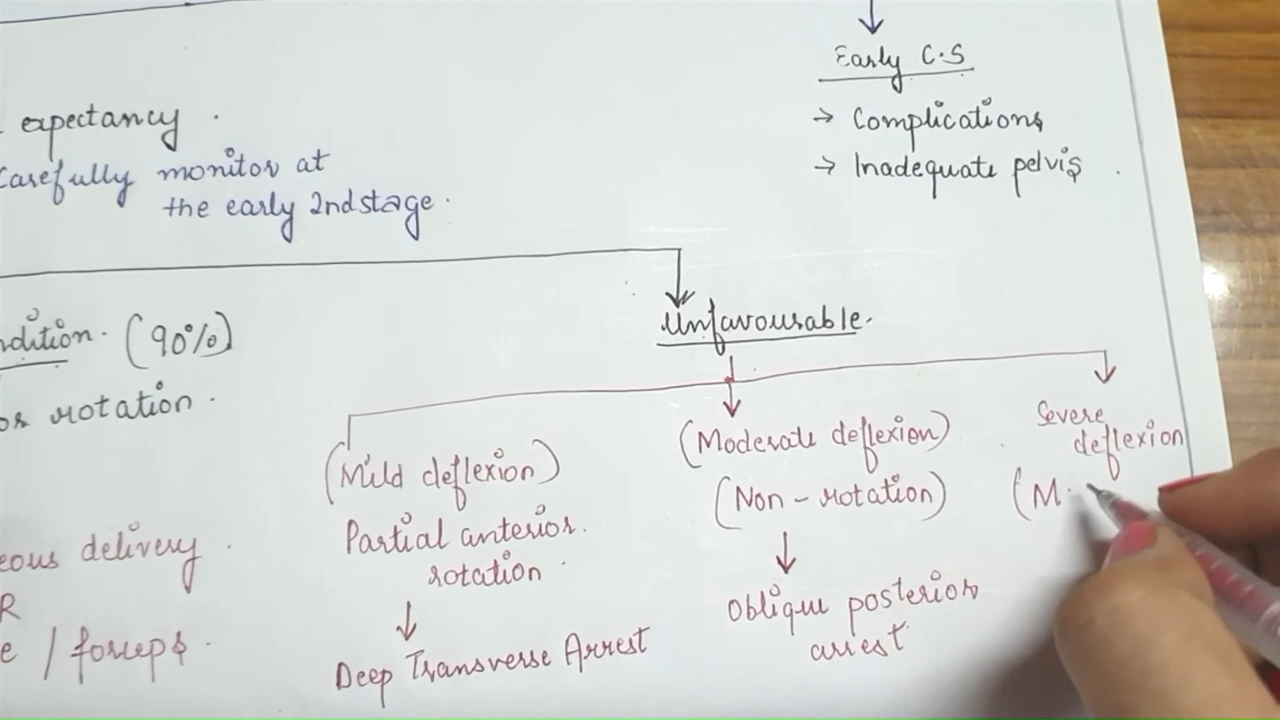 Early C.S
→ Complications
→ Inadequate pelvis .
expectancy .
Carefully monitor at
the early 2nd stage .
ndition . (90%)
or rotation .
eous delivery .
R
e / forceps .
Unfavourable .
(Mild deflexion)
Partial anterior .
rotation .
Deep Transverse Arrest
(Moderate deflexion)
(Non - rotation)
Oblique posterior
arrest
Severe
deflexion
(M .